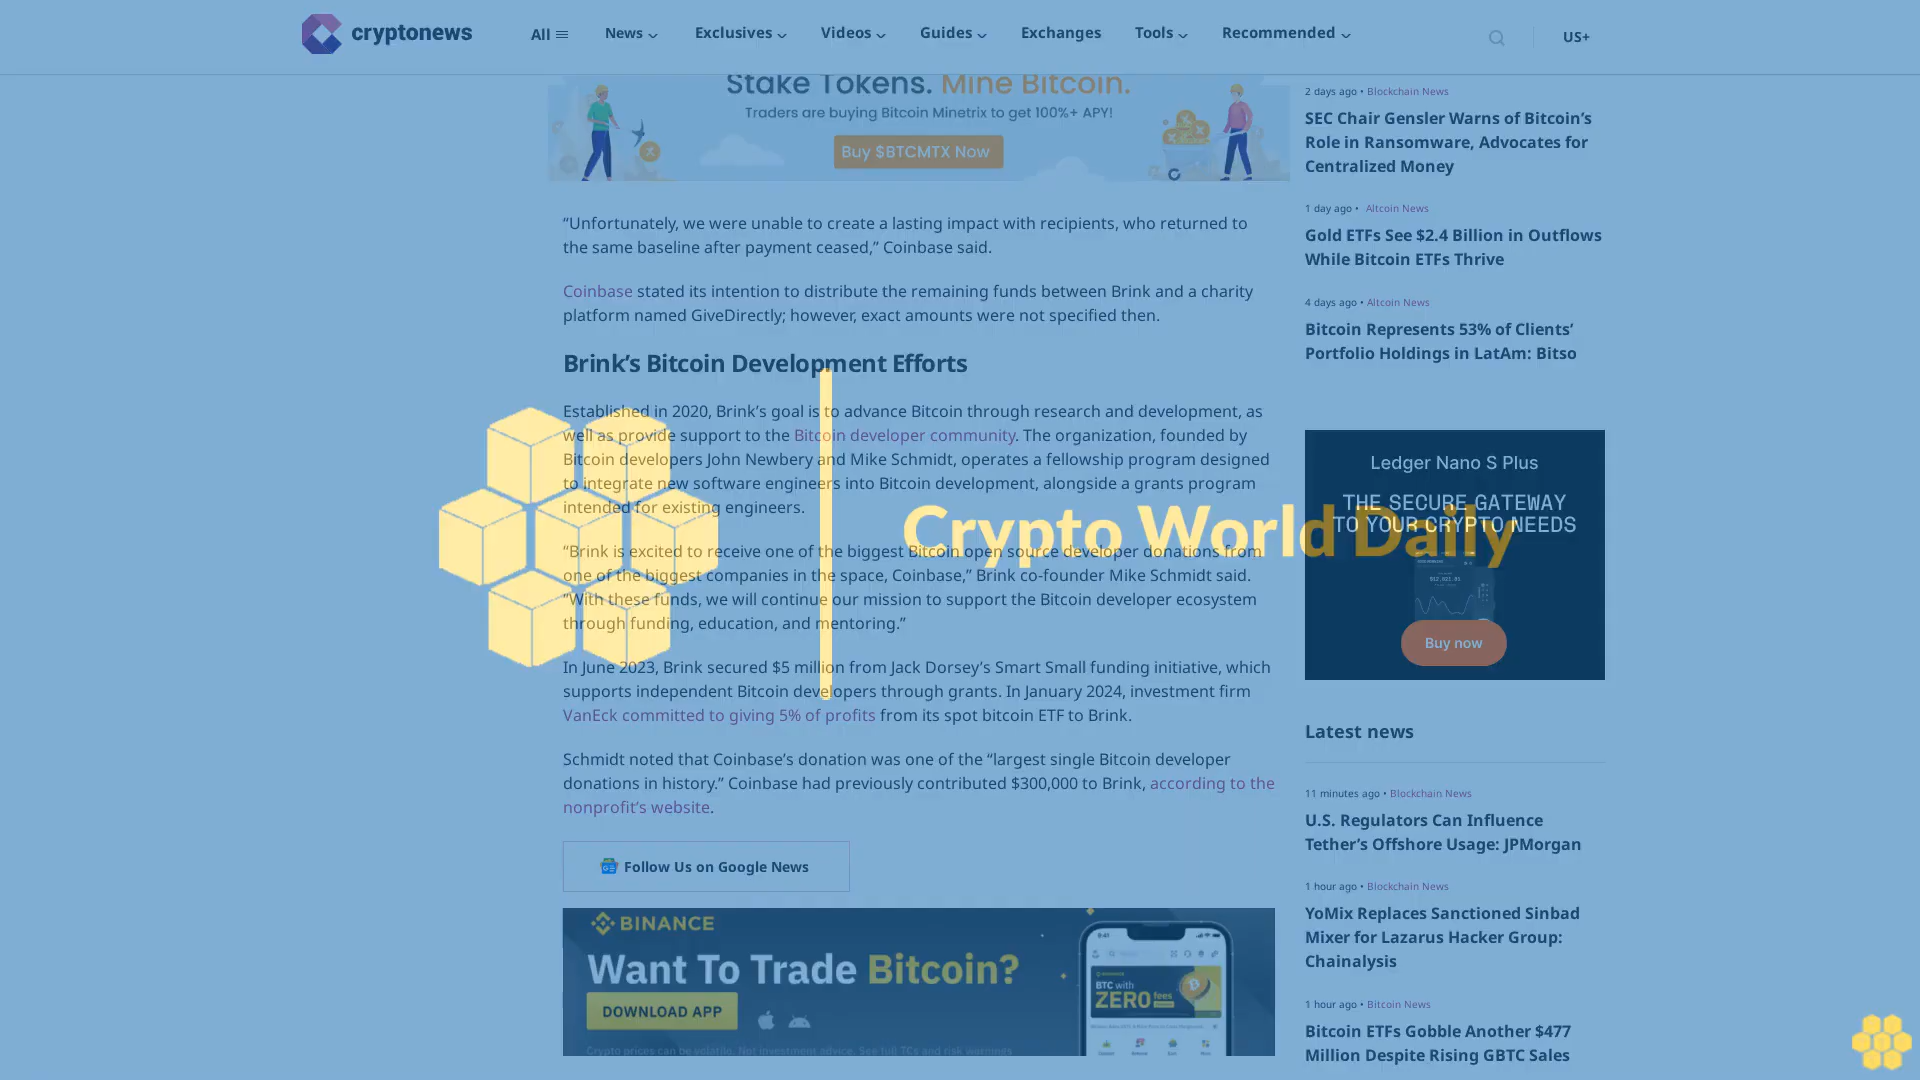 cryptonews
All
News
Exclusives
Videos
Guides
Exchanges
Tools
Recommended
US+
Stake Tokens. Mine Bitcoin.
Traders are buying Bitcoin Minetrix to get 100%+ APY!
Buy $BTCMTX Now
“Unfortunately, we were unable to create a lasting impact with recipients, who returned to
the same baseline after payment ceased,” Coinbase said.
Coinbase stated its intention to distribute the remaining funds between Brink and a charity
platform named GiveDirectly; however, exact amounts were not specified then.
Brink’s Bitcoin Development Efforts
Established in 2020, Brink’s goal is to advance Bitcoin through research and development, as
well as provide support to the Bitcoin developer community. The organization, founded by
Bitcoin developers John Newbery and Mike Schmidt, operates a fellowship program designed
to integrate new software engineers into Bitcoin development, alongside a grants program
intended for existing engineers.
“Brink is excited to receive one of the biggest Bitcoin open source developer donations from
one of the biggest companies in the space, Coinbase,” Brink co-founder Mike Schmidt said.
“With these funds, we will continue our mission to support the Bitcoin developer ecosystem
through funding, education, and mentoring.”
In June 2023, Brink secured $5 million from Jack Dorsey’s Smart Small funding initiative, which
supports independent Bitcoin developers through grants. In January 2024, investment firm
VanEck committed to giving 5% of profits from its spot bitcoin ETF to Brink.
Schmidt noted that Coinbase’s donation was one of the “largest single Bitcoin developer
donations in history.” Coinbase had previously contributed $300,000 to Brink, according to the
nonprofit’s website.
Follow Us on Google News
BINANCE
Want To Trade Bitcoin?
DOWNLOAD APP
Crypto prices can be volatile. Not investment advice. See full TCs and risk warnings
BTC with
ZERO fees
Crypto World Daily
2 days ago • Blockchain News
SEC Chair Gensler Warns of Bitcoin’s
Role in Ransomware, Advocates for
Centralized Money
1 day ago • Altcoin News
Gold ETFs See $2.4 Billion in Outflows
While Bitcoin ETFs Thrive
4 days ago • Altcoin News
Bitcoin Represents 53% of Clients’
Portfolio Holdings in LatAm: Bitso
Ledger Nano S Plus
THE SECURE GATEWAY
TO YOUR CRYPTO NEEDS
Buy now
Latest news
11 minutes ago • Blockchain News
U.S. Regulators Can Influence
Tether’s Offshore Usage: JPMorgan
1 hour ago • Blockchain News
YoMix Replaces Sanctioned Sinbad
Mixer for Lazarus Hacker Group:
Chainalysis
1 hour ago • Bitcoin News
Bitcoin ETFs Gobble Another $477
Million Despite Rising GBTC Sales